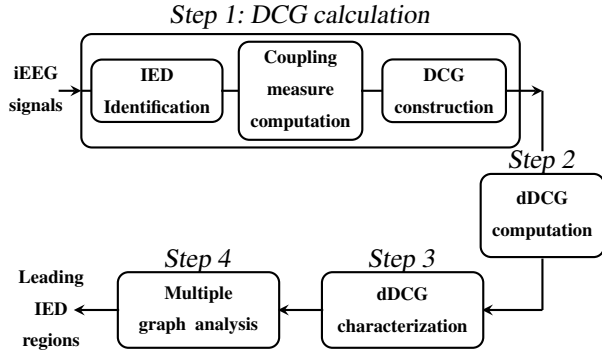 Step 1: DCG calculation
iEEG
signals
IED
Identification
Coupling
measure
computation
DCG
construction
Step 2
dDCG
computation
Step 3
dDCG
characterization
Step 4
Multiple
graph analysis
Leading
IED
regions